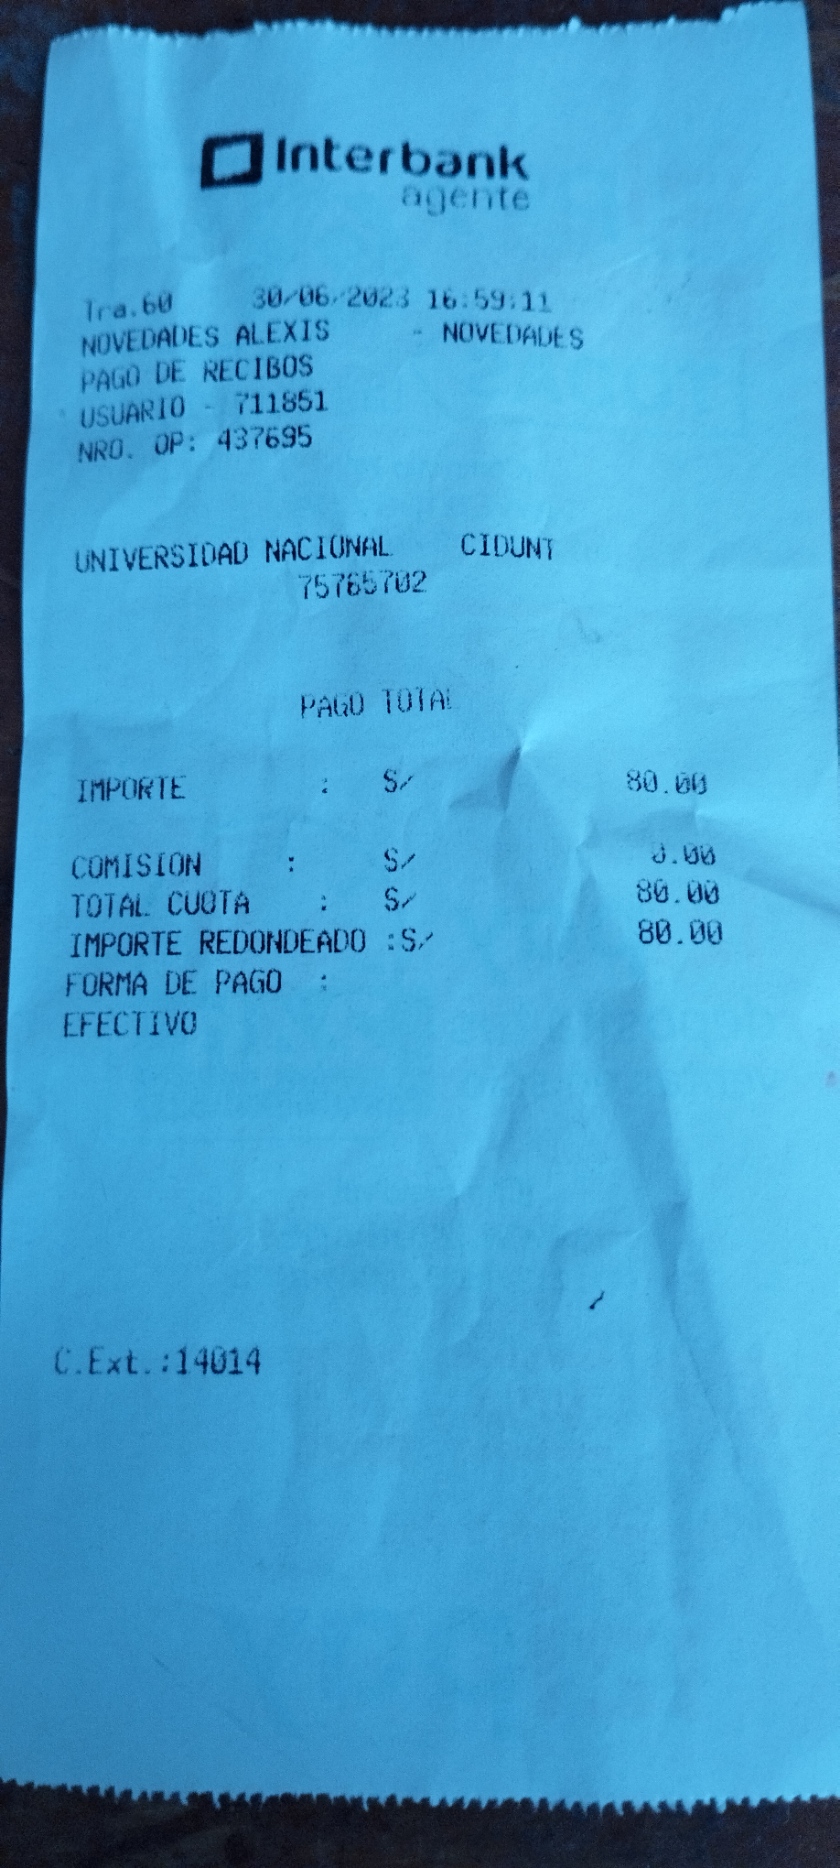 Interbank
agente
Tra.60 30/06/2023 16:59:11
NOVEDADES ALEXIS - NOVEDADES
PAGO DE RECIBOS
USUARIO - 711851
NRO. OP: 437695
UNIVERSIDAD NACIONAL CIDUNT
75765702
PAGO TOTAL
IMPORTE : S/ 80.00
COMISION : S/ 0.00
TOTAL CUOTA : S/ 80.00
IMPORTE REDONDEADO :S/ 80.00
FORMA DE PAGO :
EFECTIVO
C.Ext.:14014